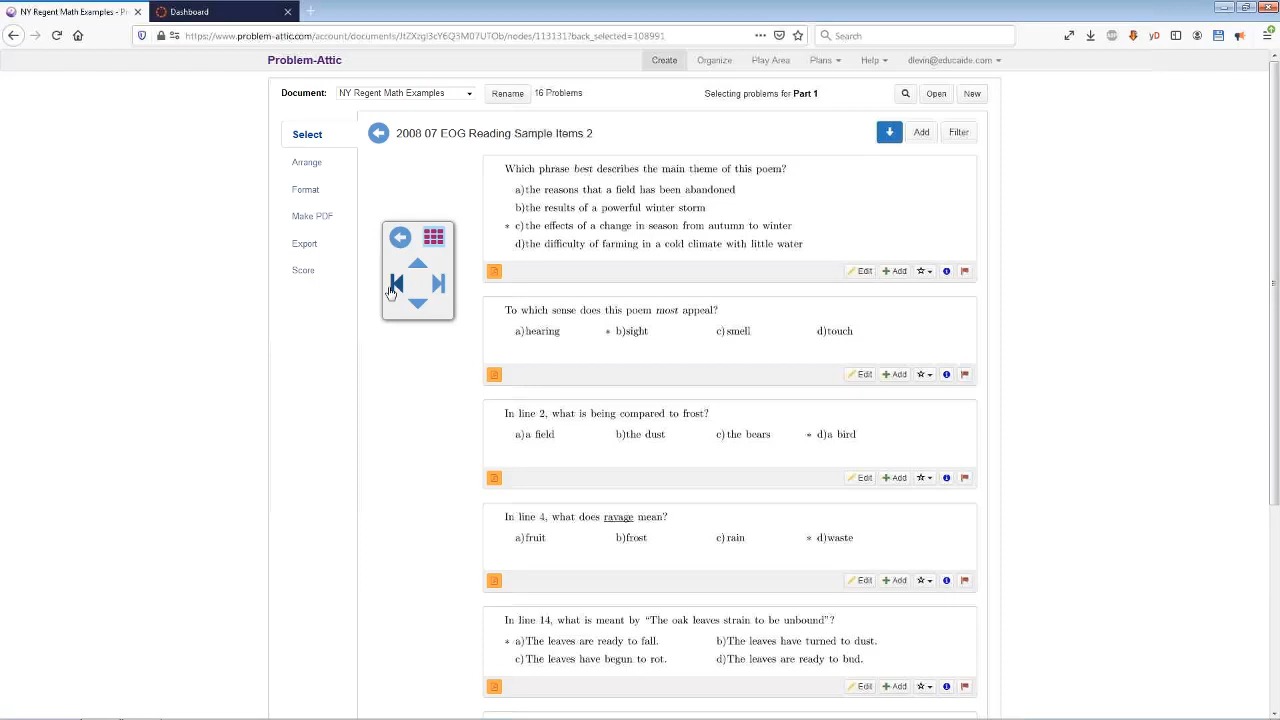 NY Regent Math Examples - Pr
Dashboard
https://www.problem-attic.com/account/documents/JtZXzgI3cY6Q3M07UTOb/nodes/113131?back_selected=108991
Search
yD
Problem-Attic
Create
Organize
Play Area
Plans
Help
dlevin@educaide.com
Document:
NY Regent Math Examples
Rename
16 Problems
Selecting problems for Part 1
Open
New
Select
Arrange
Format
Make PDF
Export
Score
2008 07 EOG Reading Sample Items 2
Add
Filter
Which phrase best describes the main theme of this poem?
a)the reasons that a field has been abandoned
b)the results of a powerful winter storm
* c)the effects of a change in season from autumn to winter
d)the difficulty of farming in a cold climate with little water
Edit
+ Add
To which sense does this poem most appeal?
a)hearing * b)sight c)smell d)touch
Edit
+ Add
In line 2, what is being compared to frost?
a)a field b)the dust c)the bears * d)a bird
Edit
+ Add
In line 4, what does ravage mean?
a)fruit b)frost c)rain * d)waste
Edit
+ Add
In line 14, what is meant by “The oak leaves strain to be unbound”?
* a)The leaves are ready to fall. b)The leaves have turned to dust.
c)The leaves have begun to rot. d)The leaves are ready to bud.
Edit
+ Add